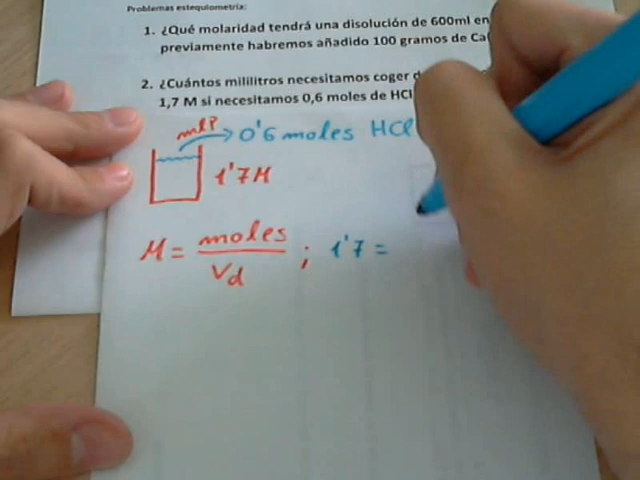 Problemas estequiometría:
1. ¿Qué molaridad tendrá una disolución de 600ml en
previamente habremos añadido 100 gramos de
2. ¿Cuántos mililitros necesitamos coger
1,7 M si necesitamos 0,6 moles de HCl
ml?
0'6 moles HCl
1'7M
M = moles / Vd ; 1'7 =